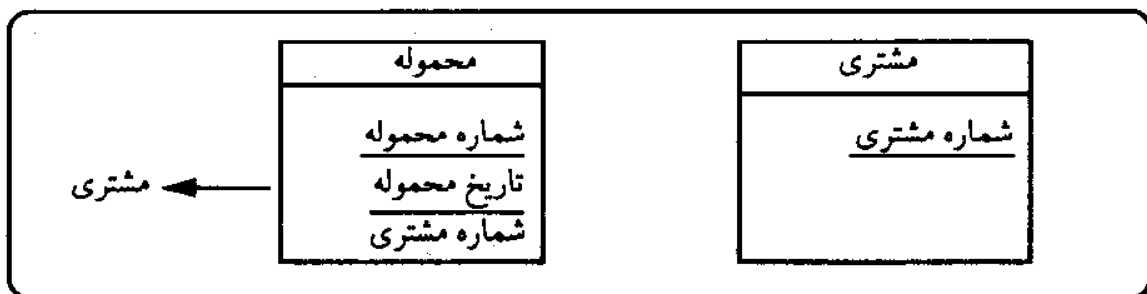 مشتری
شماره مشتری
محموله
شماره محموله
تاریخ محموله
شماره مشتری
مشتری